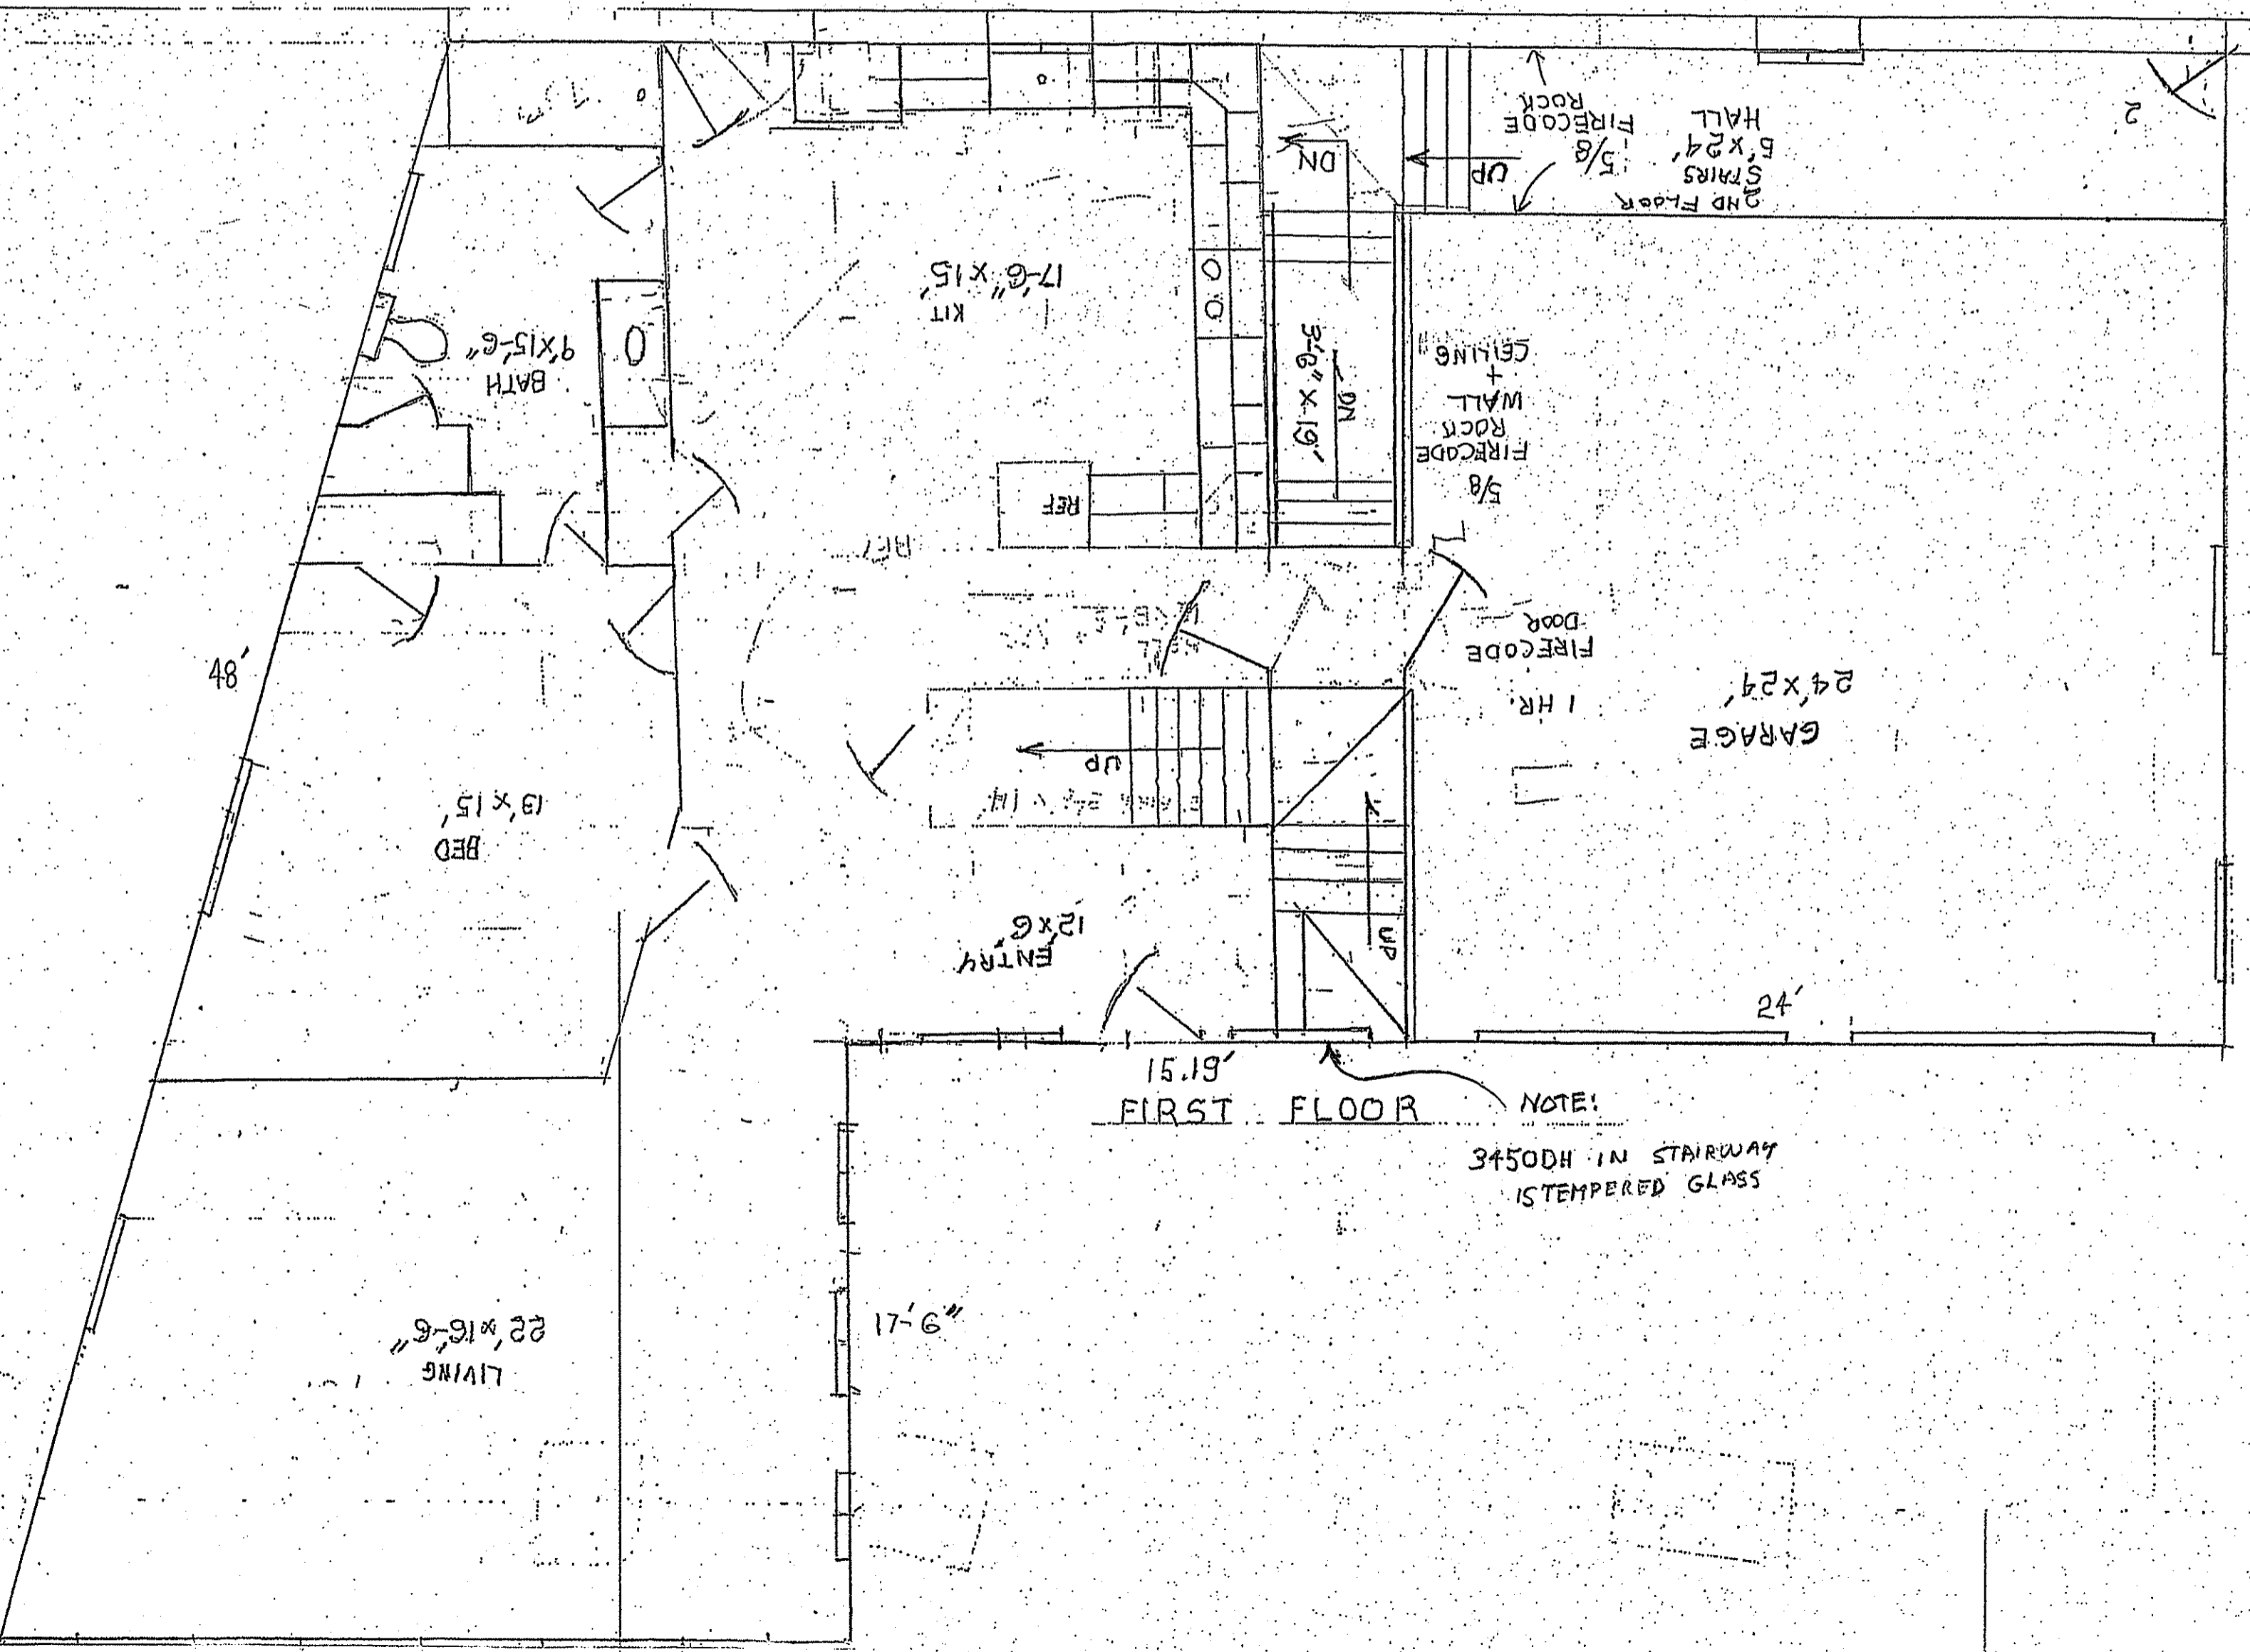 2ND FLOOR
STAIRS
5'x24'
HALL
5/8
FIRECODE
ROCK
UP
DN
KIT
17'-6" x 15'
BATH
9'x15'-6"
REF
DN
3'-6" x 19'
5/8
FIRECODE
ROCK
WALL
+
CEILING
1 HR.
FIRECODE
DOOR
GARAGE
24'x24'
HALL
UP
UP
48'
BED
13'x15'
ENTRY
12'x6'
24'
15.19'
FIRST FLOOR
NOTE!
3450DH IN STAIRWAY
IS TEMPERED GLASS
17'-6"
LIVING
22'x16'-6"